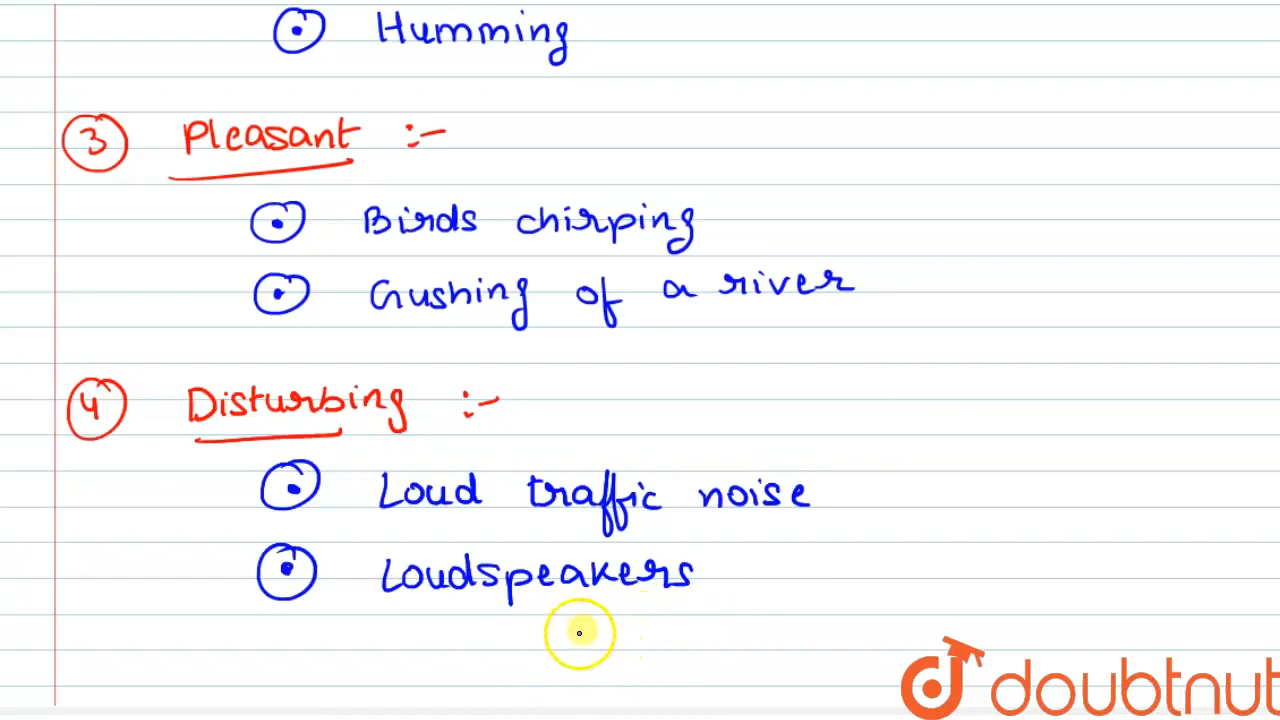 ⊙ Humming
③ Pleasant :-
⊙ Birds chirping
⊙ Gushing of a river
④ Disturbing :-
⊙ Loud traffic noise
⊙ Loudspeakers
doubtnut